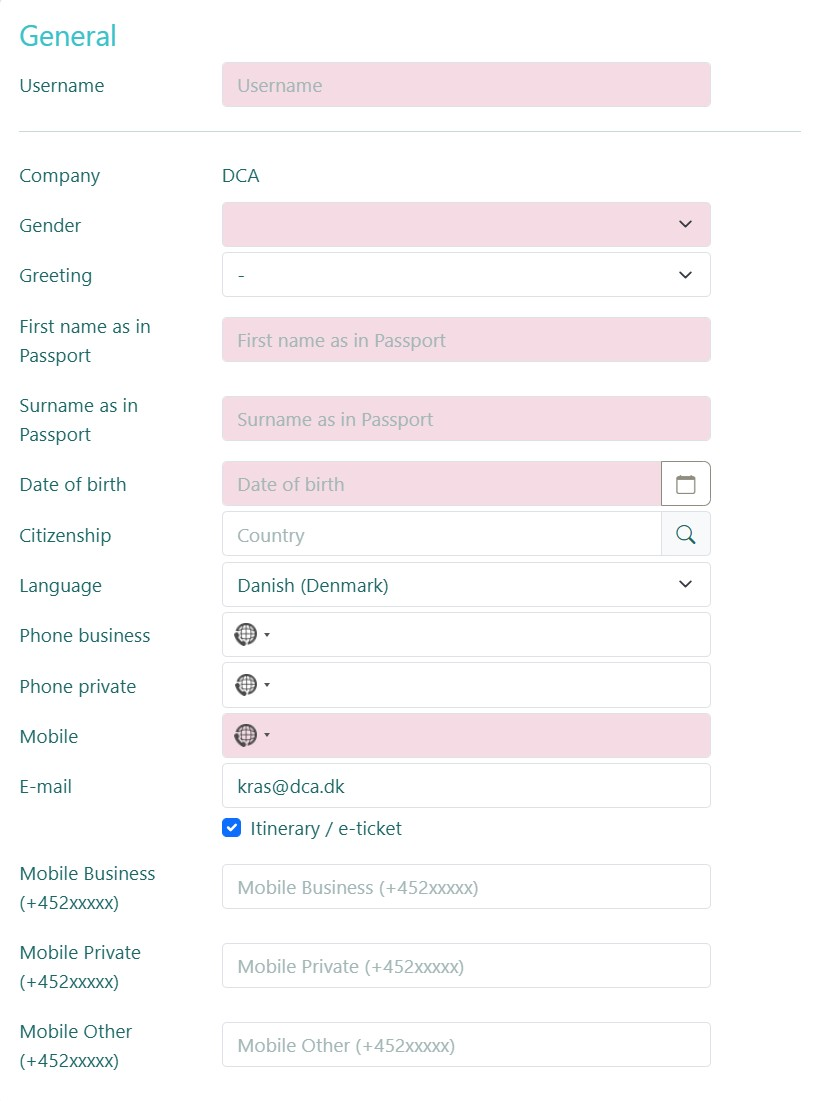 General
Username Username
Company DCA
Gender
Greeting -
First name as in
Passport
First name as in Passport
Surname as in
Passport
Surname as in Passport
Date of birth Date of birth
Citizenship Country
Language Danish (Denmark)
Phone business
Phone private
Mobile
E-mail kras@dca.dk
Itinerary / e-ticket
Mobile Business
(+452xxxxx)
Mobile Business (+452xxxxx)
Mobile Private
(+452xxxxx)
Mobile Private (+452xxxxx)
Mobile Other
(+452xxxxx)
Mobile Other (+452xxxxx)